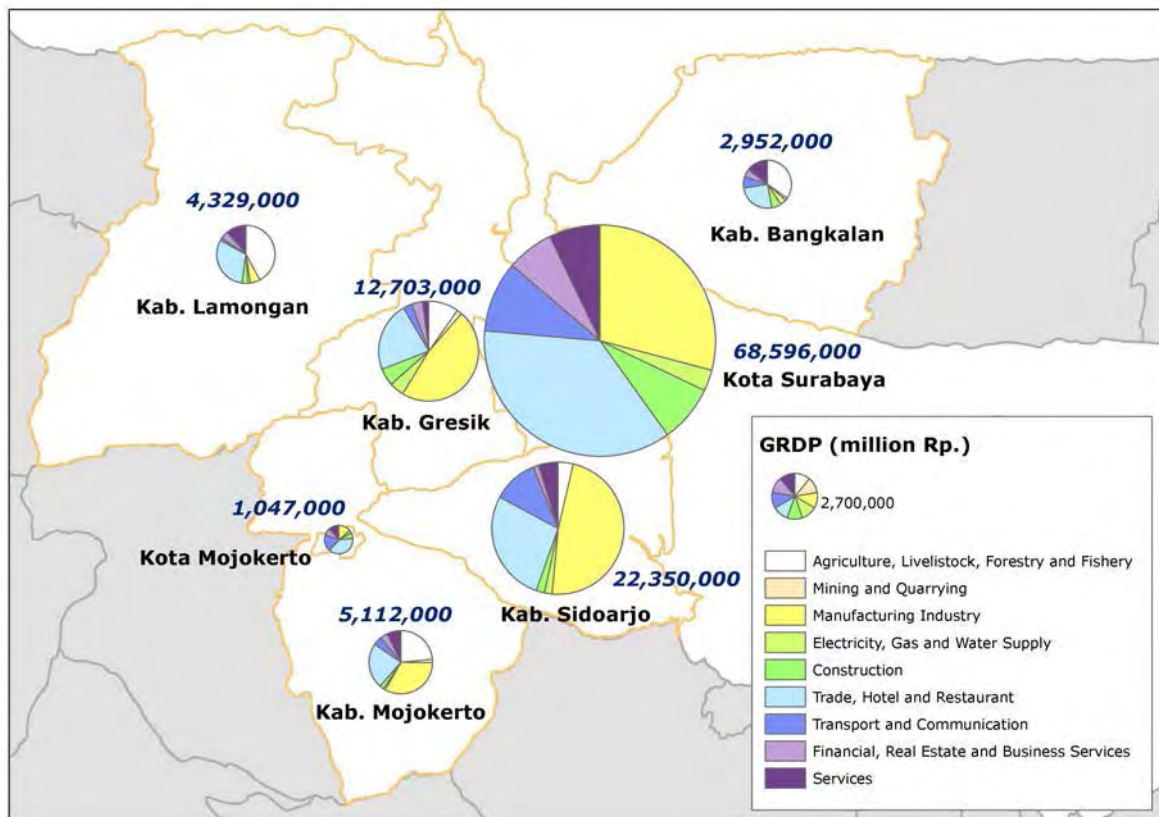 2,952,000
Kab. Bangkalan
4,329,000
Kab. Lamongan
12,703,000
Kab. Gresik
68,596,000
Kota Surabaya
1,047,000
Kota Mojokerto
22,350,000
Kab. Sidoarjo
5,112,000
Kab. Mojokerto
GRDP (million Rp.)
2,700,000
Agriculture, Livelistock, Forestry and Fishery
Mining and Quarrying
Manufacturing Industry
Electricity, Gas and Water Supply
Construction
Trade, Hotel and Restaurant
Transport and Communication
Financial, Real Estate and Business Services
Services